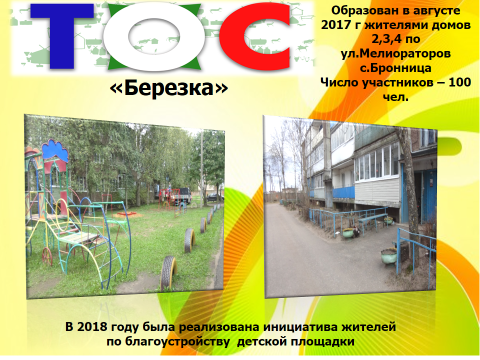 ТОС
«Березка»
Образован в августе
2017 г жителями домов
2,3,4 по
ул.Мелиораторов
с.Бронница
Число участников – 100
чел.
В 2018 году была реализована инициатива жителей
по благоустройству детской площадки